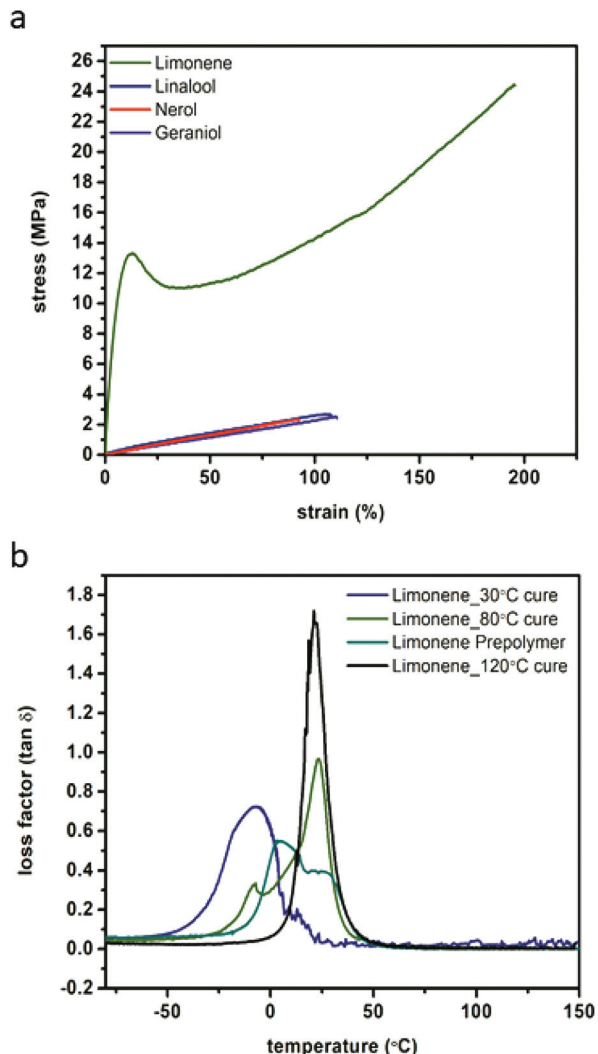 a
Limonene
Linalool
Nerol
Geraniol
26
24
22
20
18
16
14
12
10
8
6
4
2
0
stress (MPa)
0 50 100 150 200
strain (%)
b
Limonene_30°C cure
Limonene_80°C cure
Limonene Prepolymer
Limonene_120°C cure
1.8
1.6
1.4
1.2
1.0
0.8
0.6
0.4
0.2
0.0
-0.2
loss factor (tan δ)
-50 0 50 100 150
temperature (°C)